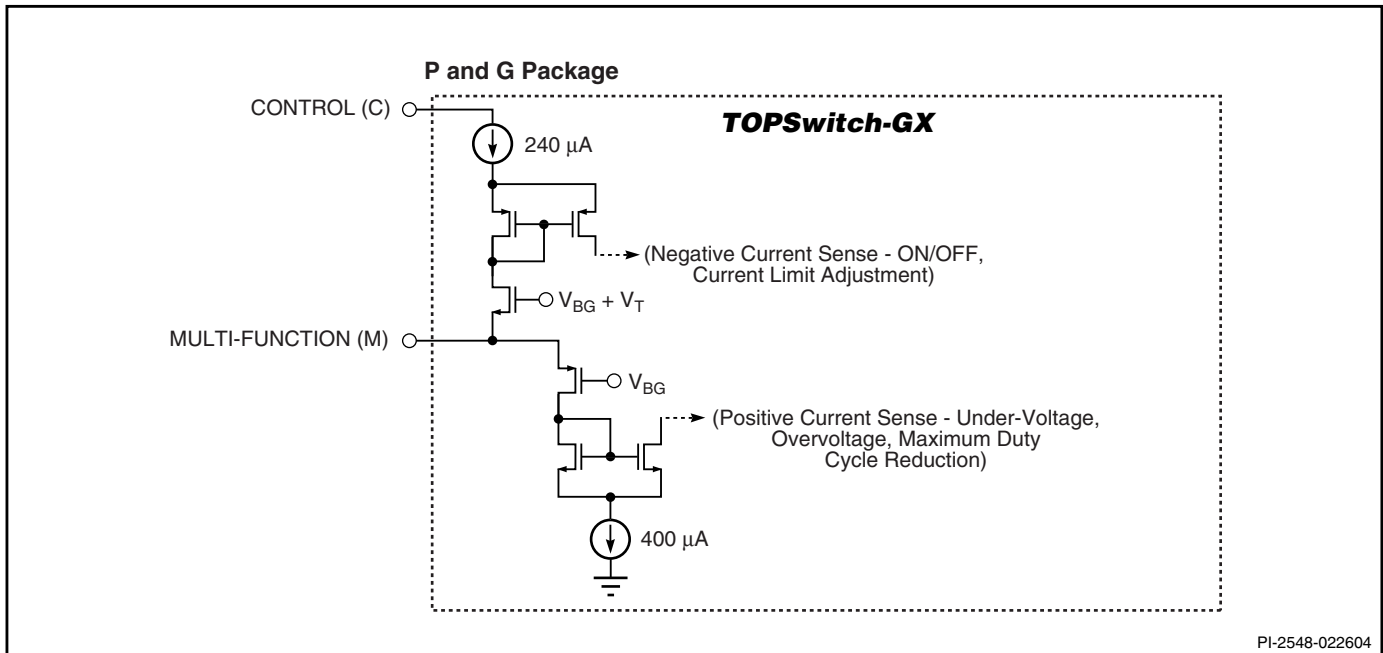 P and G Package
CONTROL (C)
TOPSwitch-GX
240 μA
(Negative Current Sense - ON/OFF,
Current Limit Adjustment)
V_BG + V_T
MULTI-FUNCTION (M)
V_BG
(Positive Current Sense - Under-Voltage,
Overvoltage, Maximum Duty
Cycle Reduction)
400 μA
PI-2548-022604